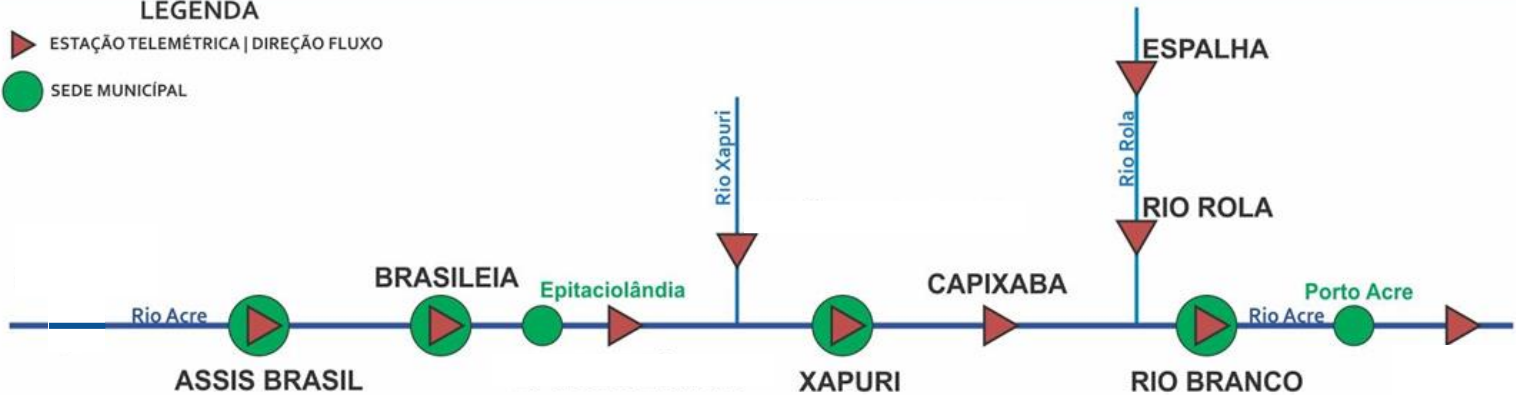 LEGENDA
ESTAÇÃO TELEMÉTRICA | DIREÇÃO FLUXO
SEDE MUNICÍPAL
ESPALHA
Rio Xapuri
Rio Rola
RIO ROLA
BRASILEIA
Epitaciolândia
CAPIXABA
Porto Acre
Rio Acre
Rio Acre
ASSIS BRASIL
XAPURI
RIO BRANCO